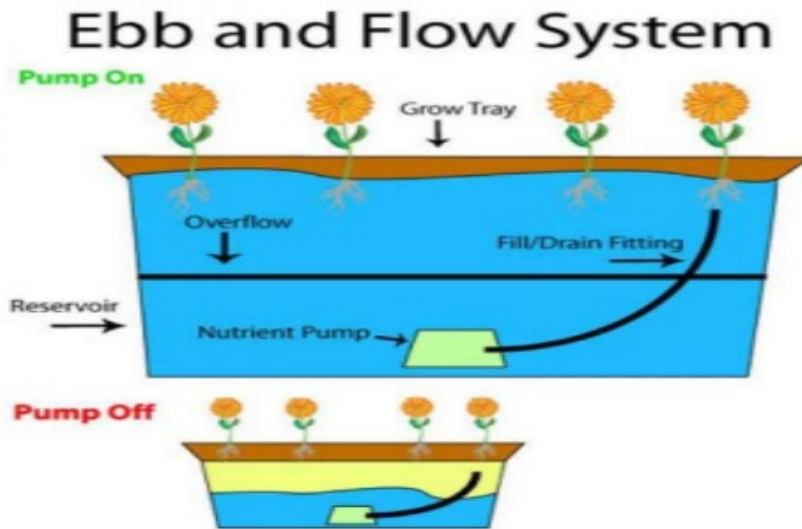 Ebb and Flow System
Pump On
Grow Tray
Overflow
Fill/Drain Fitting
Reservoir
Nutrient Pump
Pump Off